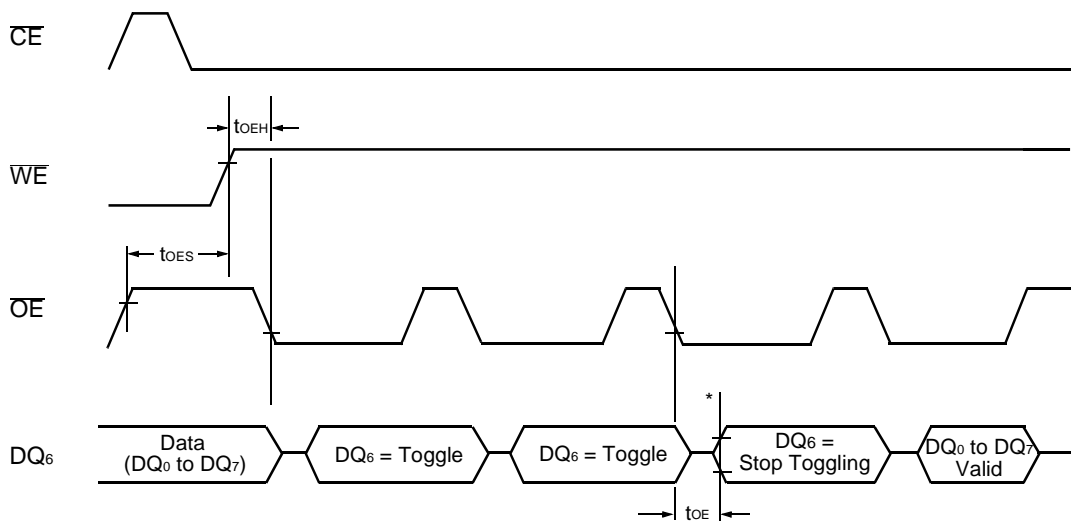 CE
tOEH
WE
tOES
OE
*
DQ6
Data
(DQ0 to DQ7)
DQ6 = Toggle
DQ6 = Toggle
DQ6 =
Stop Toggling
DQ0 to DQ7
Valid
tOE